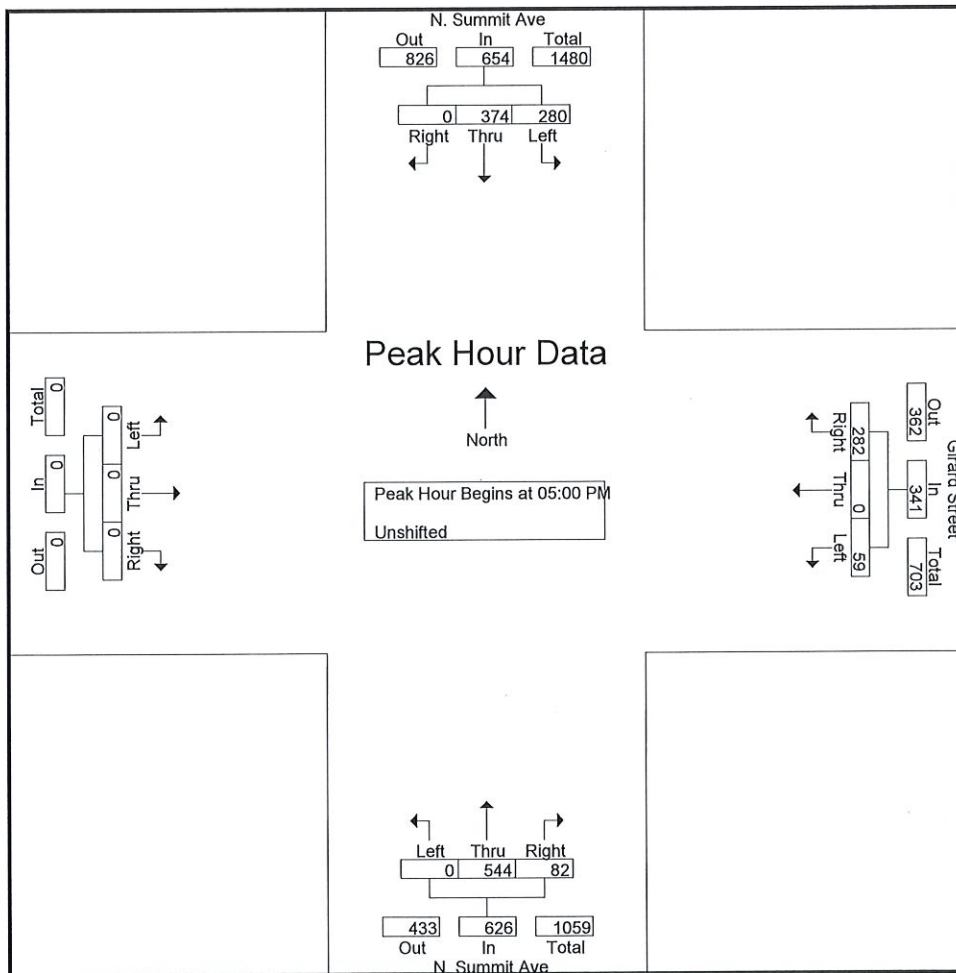 N. Summit Ave
Out In Total
826 654 1480
0 374 280
Right Thru Left
Peak Hour Data
North
Peak Hour Begins at 05:00 PM
Unshifted
Total
0
In
0
Out
0
0
Left
0
Thru
0
Right
Girard Street
Out
362
In
341
Total
703
282
Right
0
Thru
59
Left
Left Thru Right
0 544 82
433 626 1059
Out In Total
N. Summit Ave